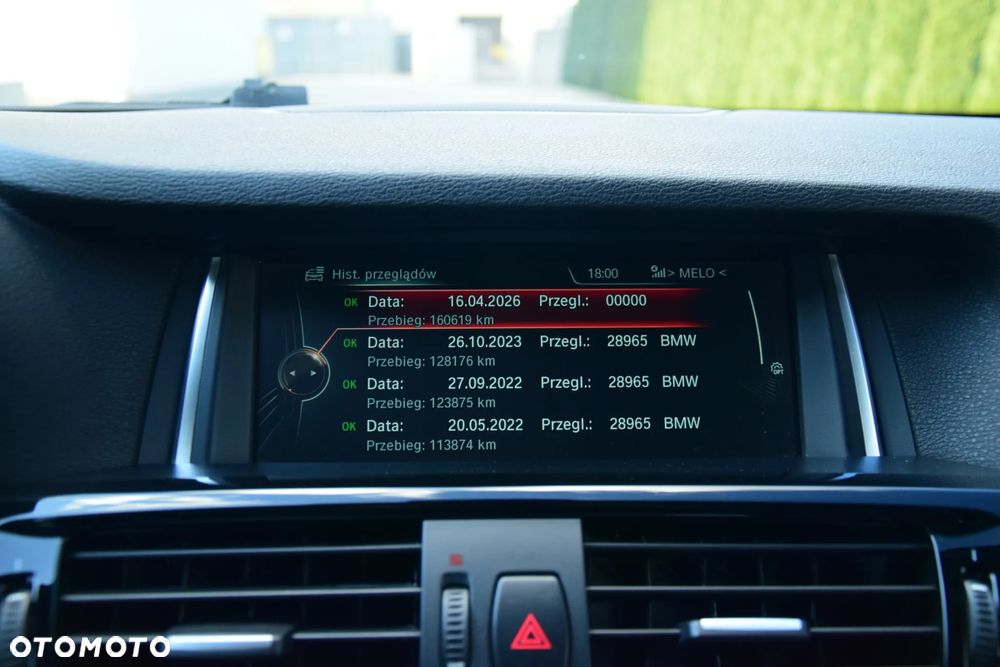 Hist. przeglądów 18:00 > MELO <
OK Data: 16.04.2026 Przegl.: 00000
Przebieg: 160619 km
OK Data: 26.10.2023 Przegl.: 28965 BMW
Przebieg: 128176 km
OK Data: 27.09.2022 Przegl.: 28965 BMW
Przebieg: 123875 km
OK Data: 20.05.2022 Przegl.: 28965 BMW
Przebieg: 113874 km
OPT
OTOMOTO